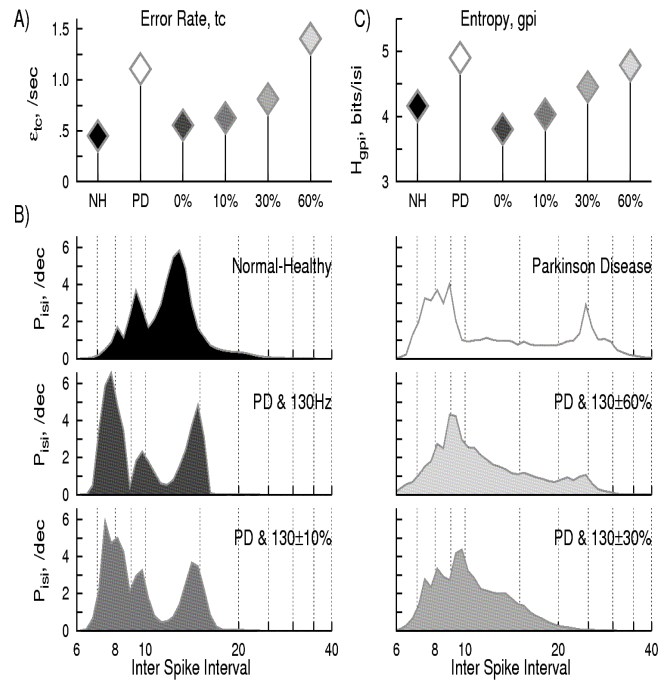 A)
Error Rate, tc
ε_tc, /sec
1.5
1.0
.5
0
NH PD 0% 10% 30% 60%
C)
Entropy, gpi
H_gpi, bits/isi
5
4
3
NH PD 0% 10% 30% 60%
B)
P_isi, /dec
6
4
2
0
Normal-Healthy
Parkinson Disease
P_isi, /dec
6
4
2
0
PD & 130Hz
PD & 130±60%
P_isi, /dec
6
4
2
0
PD & 130±10%
PD & 130±30%
6 8 10 20 40
Inter Spike Interval
6 8 10 20 40
Inter Spike Interval